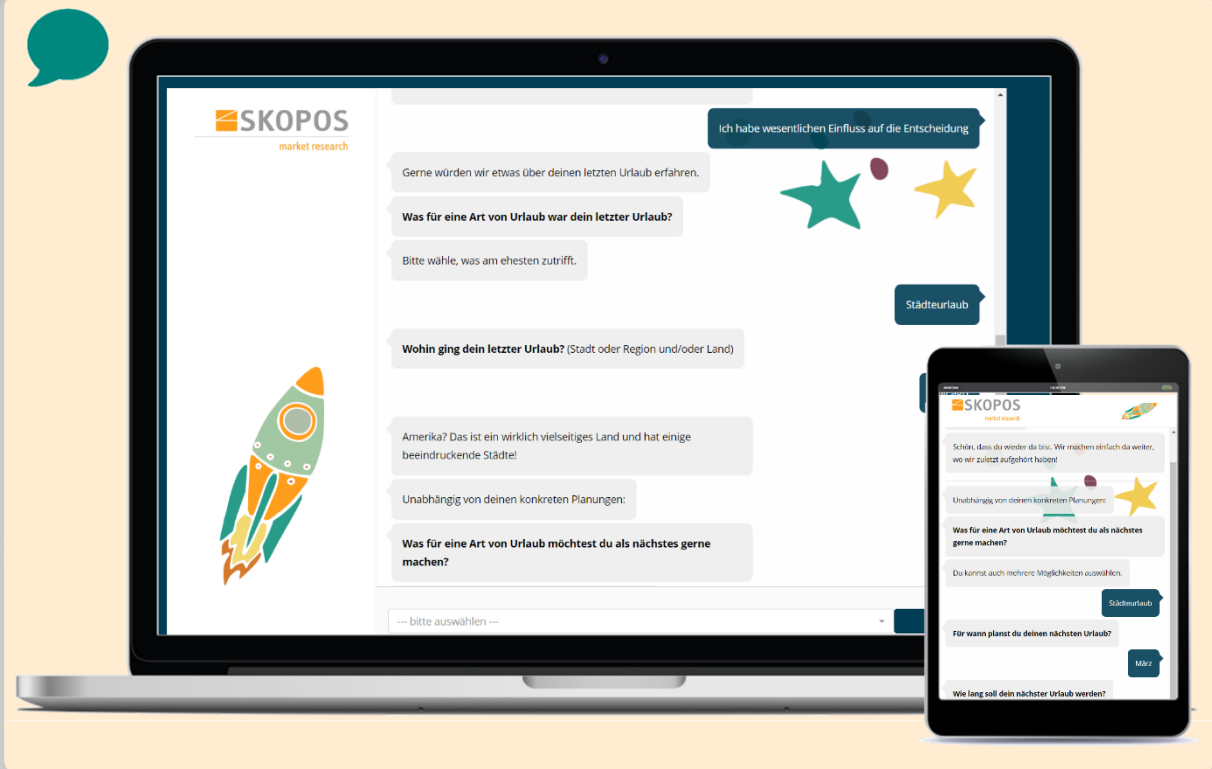 SKOPOS
market research
Ich habe wesentlichen Einfluss auf die Entscheidung
Gerne würden wir etwas über deinen letzten Urlaub erfahren.
Was für eine Art von Urlaub war dein letzter Urlaub?
Bitte wähle, was am ehesten zutrifft.
Städteurlaub
Wohin ging dein letzter Urlaub? (Stadt oder Region und/oder Land)
Amerika? Das ist ein wirklich vielseitiges Land und hat einige
beeindruckende Städte!
Unabhängig von deinen konkreten Planungen:
Was für eine Art von Urlaub möchtest du als nächstes gerne
machen?
--- bitte auswählen ---
SKOPOS
market research
Schön, dass du wieder da bist. Wir machen einfach da weiter,
wo wir zuletzt aufgehört haben!
Unabhängig von deinen konkreten Planungen:
Was für eine Art von Urlaub möchtest du als nächstes
gerne machen?
Du kannst auch mehrere Möglichkeiten auswählen.
Städteurlaub
Für wann planst du deinen nächsten Urlaub?
März
Wie lang soll dein nächster Urlaub werden?